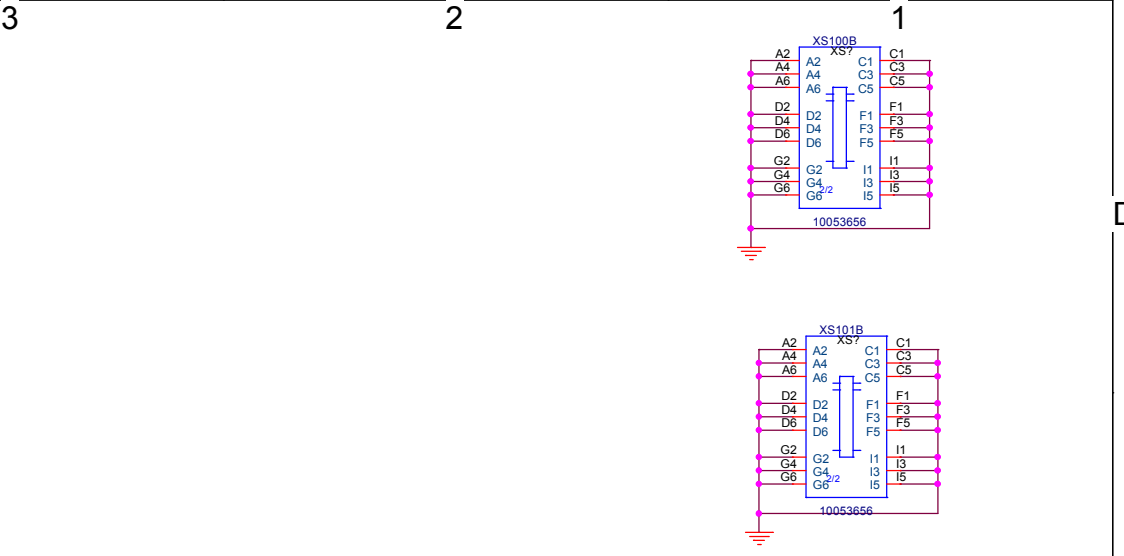 3 2 1
XS100B
XS?
A2 A2 C1 C1
A4 A4 C3 C3
A6 A6 C5 C5
D2 D2 F1 F1
D4 D4 F3 F3
D6 D6 F5 F5
G2 G2 I1 I1
G4 G4 I3 I3
G6 G6 2/2 I5 I5
10053656
D
XS101B
XS?
A2 A2 C1 C1
A4 A4 C3 C3
A6 A6 C5 C5
D2 D2 F1 F1
D4 D4 F3 F3
D6 D6 F5 F5
G2 G2 I1 I1
G4 G4 I3 I3
G6 G6 2/2 I5 I5
10053656